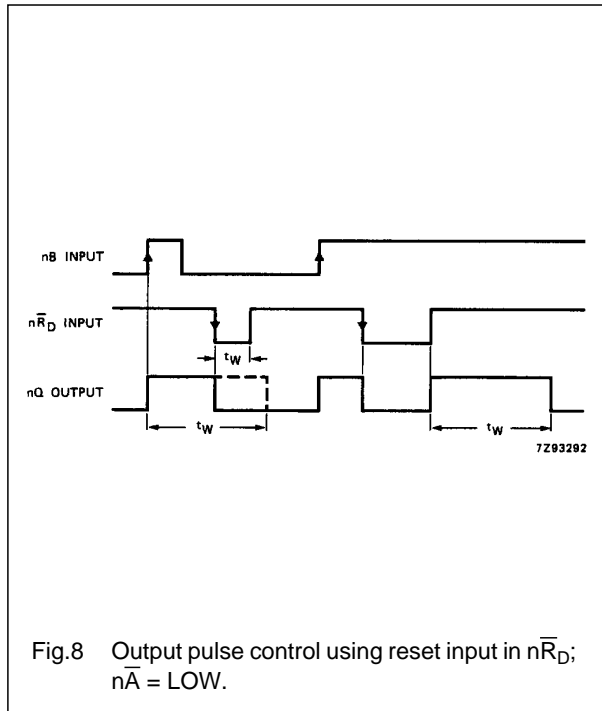 nB INPUT
nR̅D INPUT
tW
nQ OUTPUT
tW
tW
7Z93292
Fig.8 Output pulse control using reset input in nR̅D;
nA̅ = LOW.